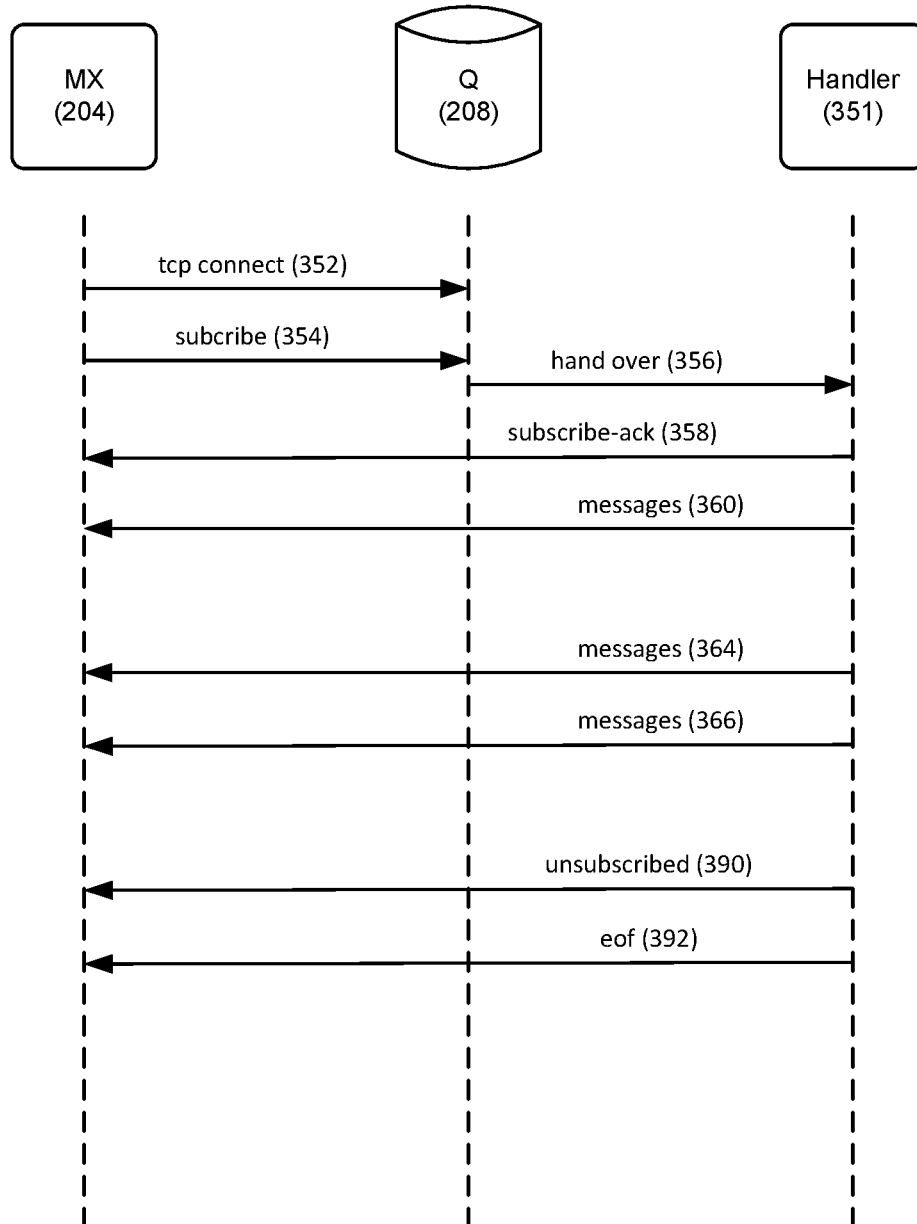 MX
(204)
Q
(208)
Handler
(351)
tcp connect (352)
subcribe (354)
hand over (356)
subscribe-ack (358)
messages (360)
messages (364)
messages (366)
unsubscribed (390)
eof (392)